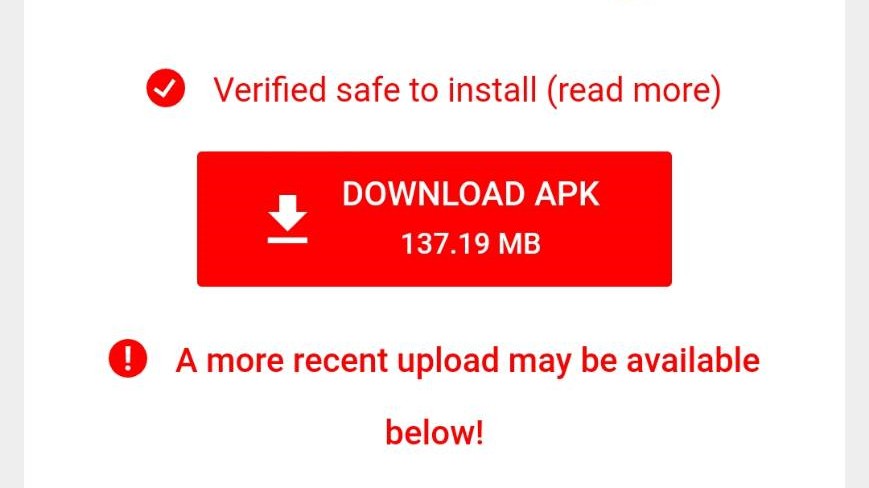 Verified safe to install (read more)
DOWNLOAD APK
137.19 MB
A more recent upload may be available
below!